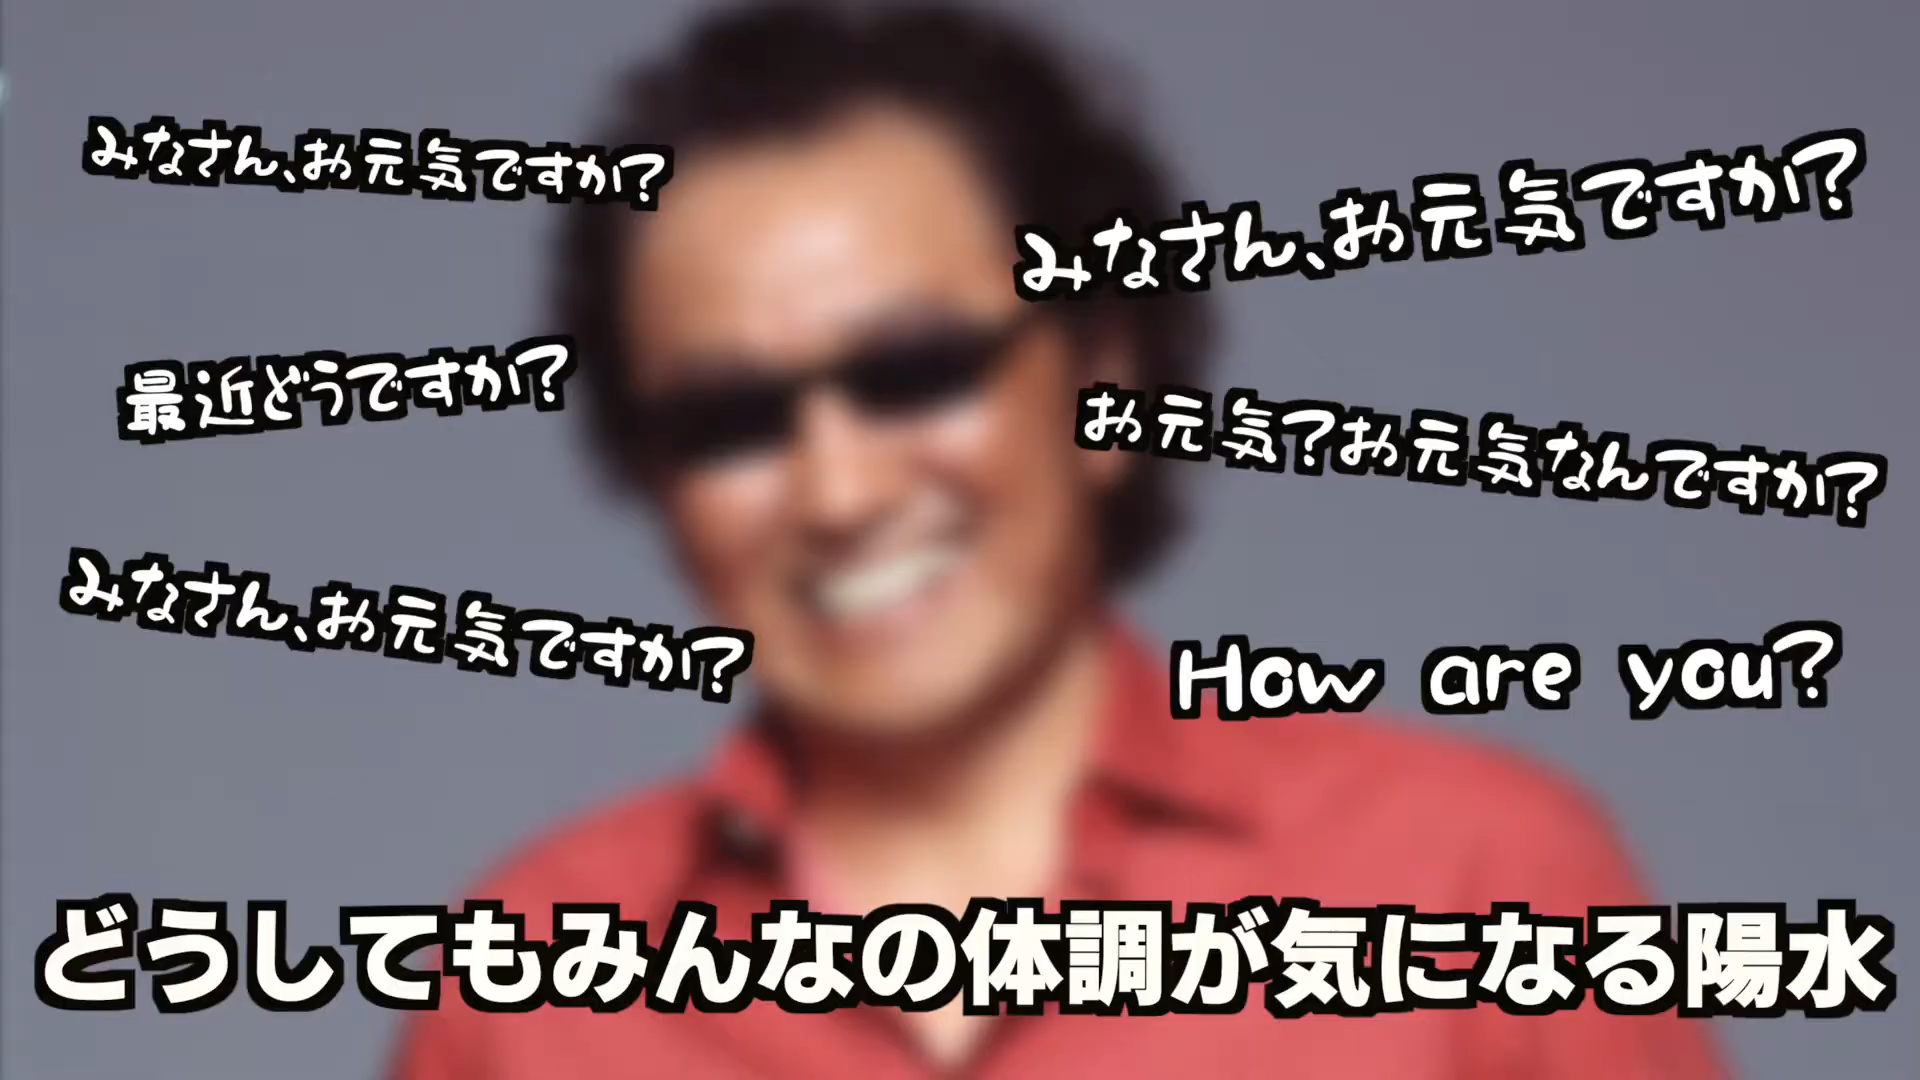 みなさん、お元気ですか?
みなさん、お元気ですか?
最近どうですか?
お元気?お元気なんですか?
みなさん、お元気ですか?
How are you?
どうしてもみんなの体調が気になる陽水